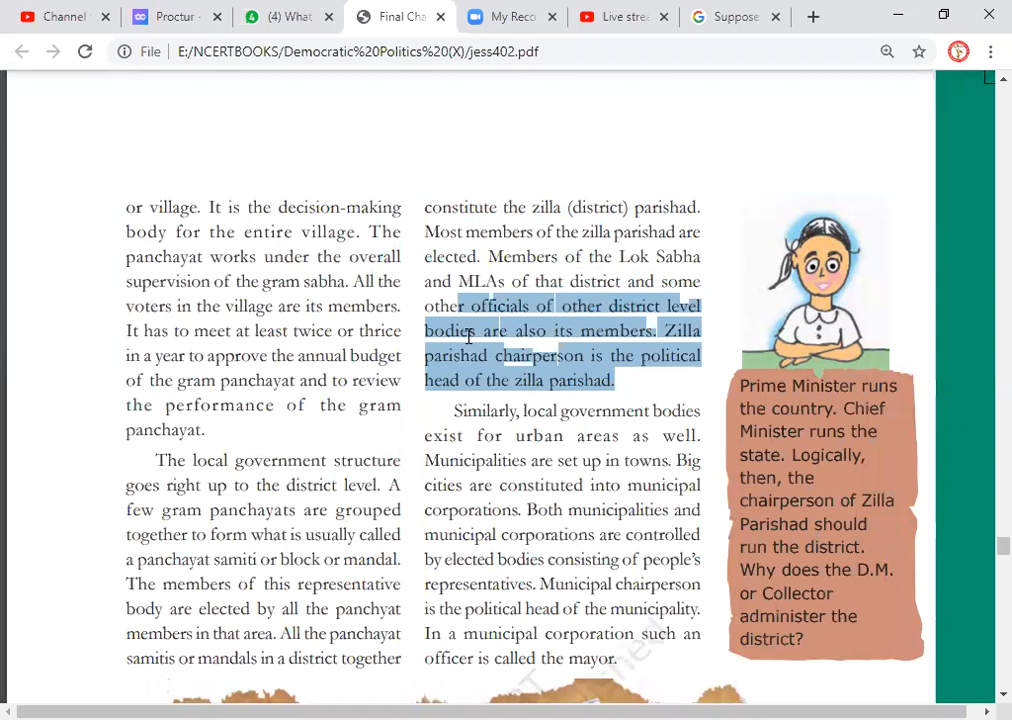 Channel
Proctur -
(4) What
Final Cha
My Reco
Live stre
Suppose
File
E:/NCERTBOOKS/Democratic%20Politics%20(X)/jess402.pdf
or village. It is the decision-making
body for the entire village. The
panchayat works under the overall
supervision of the gram sabha. All the
voters in the village are its members.
It has to meet at least twice or thrice
in a year to approve the annual budget
of the gram panchayat and to review
the performance of the gram
panchayat.
The local government structure
goes right up to the district level. A
few gram panchayats are grouped
together to form what is usually called
a panchayat samiti or block or mandal.
The members of this representative
body are elected by all the panchyat
members in that area. All the panchayat
samitis or mandals in a district together
constitute the zilla (district) parishad.
Most members of the zilla parishad are
elected. Members of the Lok Sabha
and MLAs of that district and some
other officials of other district level
bodies are also its members. Zilla
parishad chairperson is the political
head of the zilla parishad.
Similarly, local government bodies
exist for urban areas as well.
Municipalities are set up in towns. Big
cities are constituted into municipal
corporations. Both municipalities and
municipal corporations are controlled
by elected bodies consisting of people's
representatives. Municipal chairperson
is the political head of the municipality.
In a municipal corporation such an
officer is called the mayor.
Prime Minister runs
the country. Chief
Minister runs the
state. Logically,
then, the
chairperson of Zilla
Parishad should
run the district.
Why does the D.M.
or Collector
administer the
district?